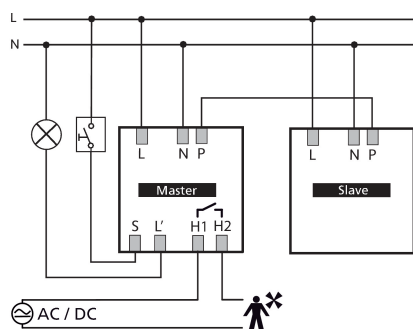 L
N
L N P L N P
Master Slave
S L' H1 H2
AC / DC